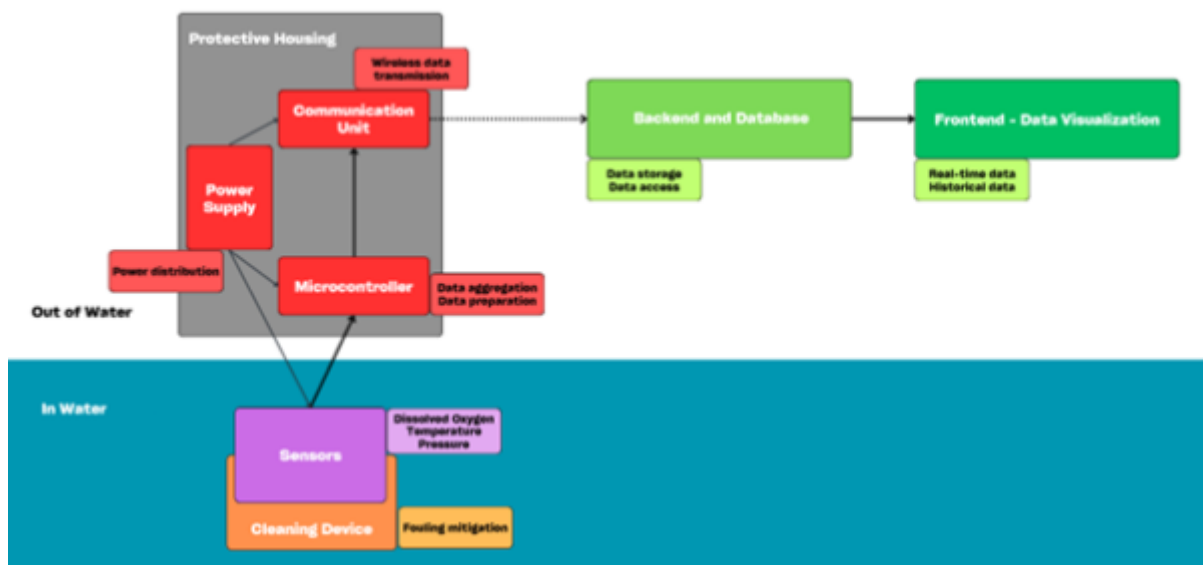 Protective Housing
Wireless data
transmission
Communication
Unit
Backend and Database
Frontend - Data Visualization
Data storage
Data access
Real-time data
Historical data
Power
Supply
Power distribution
Microcontroller
Data aggregation
Data preparation
Out of Water
In Water
Dissolved Oxygen
Temperature
Pressure
Sensors
Cleaning Device
Fouling mitigation